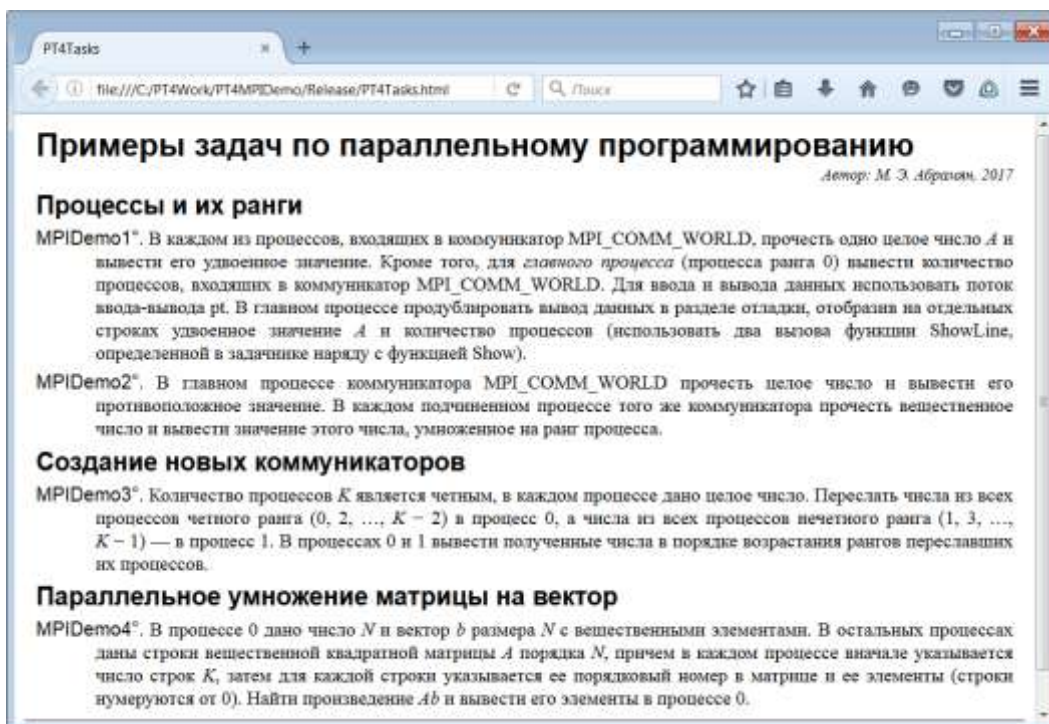 PT4Tasks
file:///C:/PT4Work/PT4MPIDemo/Release/PT4Tasks.html
Поиск
Примеры задач по параллельному программированию
Автор: М. Э. Абрамян, 2017
Процессы и их ранги
MPIDemo1°. В каждом из процессов, входящих в коммуникатор MPI_COMM_WORLD, прочесть одно целое число A и
вывести его удвоенное значение. Кроме того, для главного процесса (процесса ранга 0) вывести количество
процессов, входящих в коммуникатор MPI_COMM_WORLD. Для ввода и вывода данных использовать поток
ввода-вывода pt. В главном процессе продублировать вывод данных в разделе отладки, отобразив на отдельных
строках удвоенное значение A и количество процессов (использовать два вызова функции ShowLine,
определенной в задачнике наряду с функцией Show).
MPIDemo2°. В главном процессе коммуникатора MPI_COMM_WORLD прочесть целое число и вывести его
противоположное значение. В каждом подчиненном процессе того же коммуникатора прочесть вещественное
число и вывести значение этого числа, умноженное на ранг процесса.
Создание новых коммуникаторов
MPIDemo3°. Количество процессов K является четным, в каждом процессе дано целое число. Переслать числа из всех
процессов четного ранга (0, 2, …, K − 2) в процесс 0, а числа из всех процессов нечетного ранга (1, 3, …,
K − 1) — в процесс 1. В процессах 0 и 1 вывести полученные числа в порядке возрастания рангов переславших
их процессов.
Параллельное умножение матрицы на вектор
MPIDemo4°. В процессе 0 дано число N и вектор b размера N с вещественными элементами. В остальных процессах
даны строки вещественной квадратной матрицы A порядка N, причем в каждом процессе вначале указывается
число строк K, затем для каждой строки указывается ее порядковый номер в матрице и ее элементы (строки
нумеруются от 0). Найти произведение Ab и вывести его элементы в процессе 0.